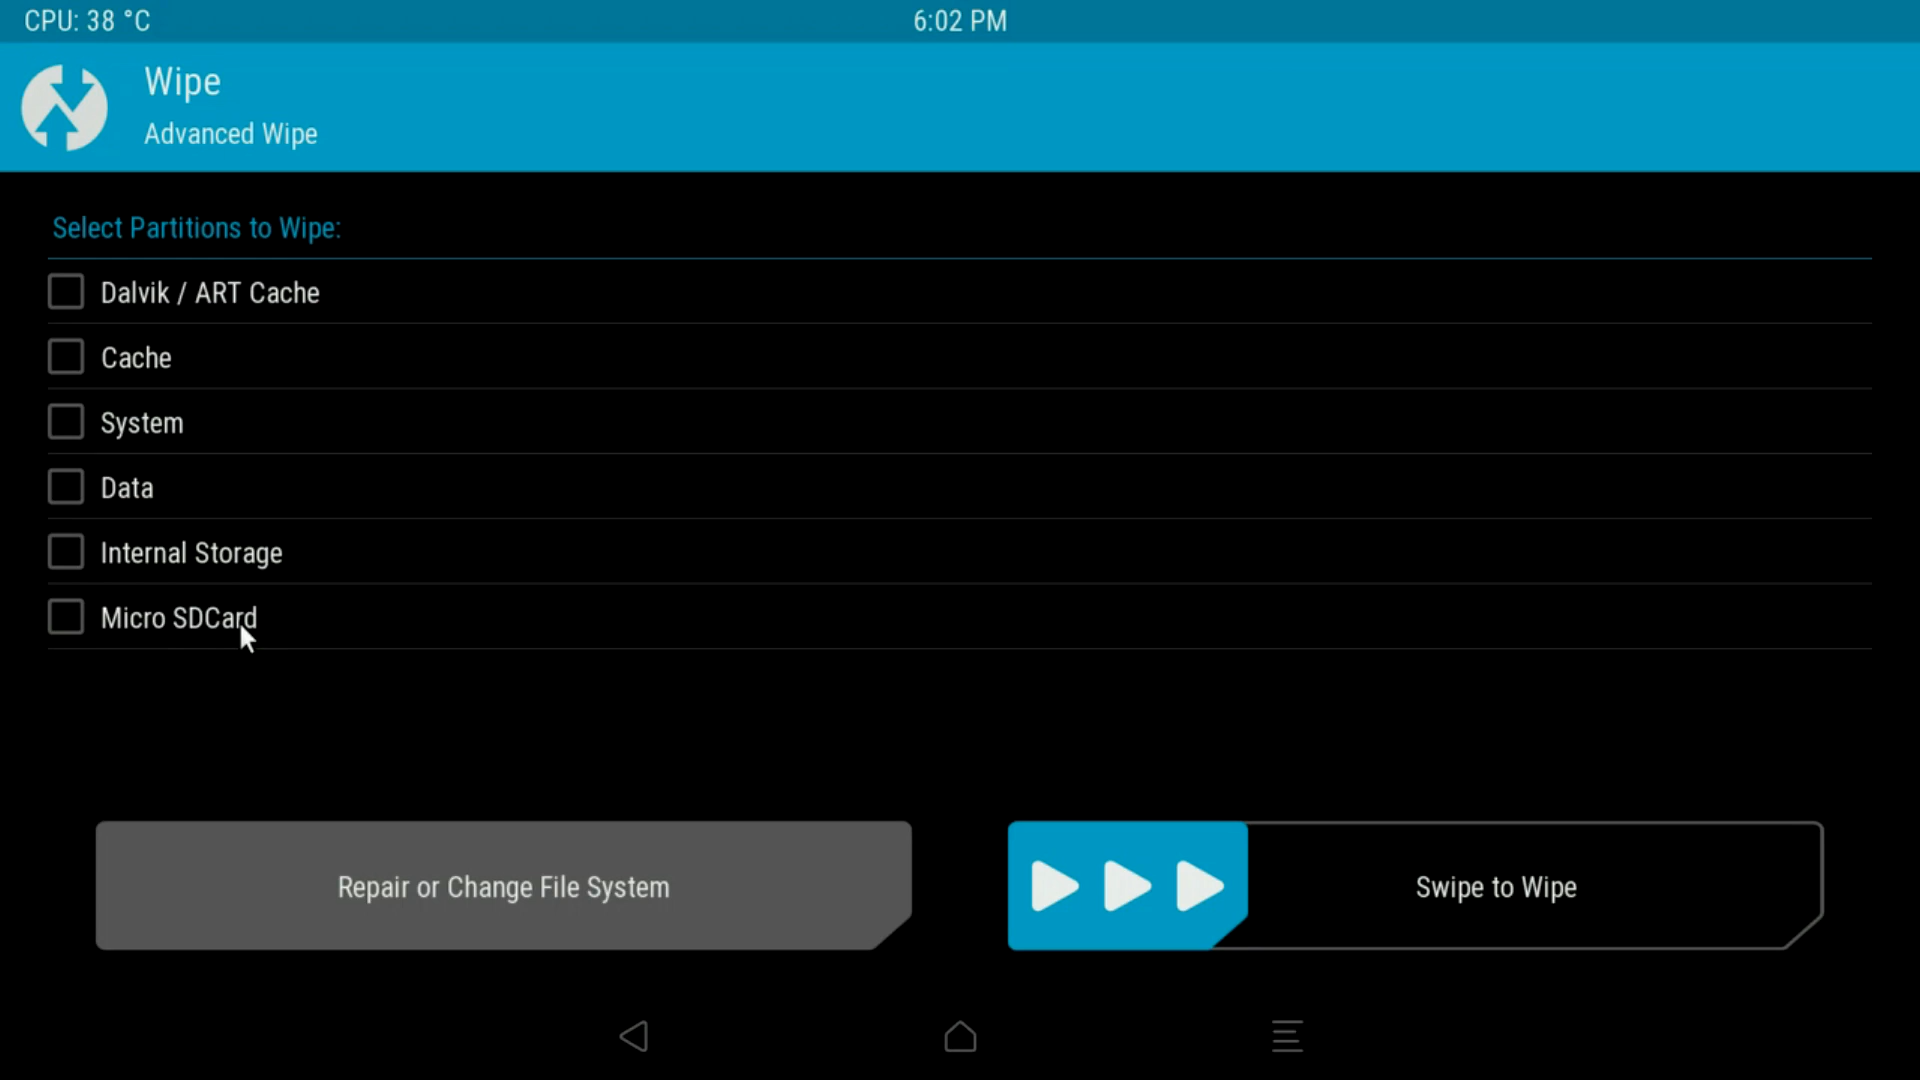 CPU: 38 °C
6:02 PM
Wipe
Advanced Wipe
Select Partitions to Wipe:
Dalvik / ART Cache
Cache
System
Data
Internal Storage
Micro SDCard
Repair or Change File System
Swipe to Wipe